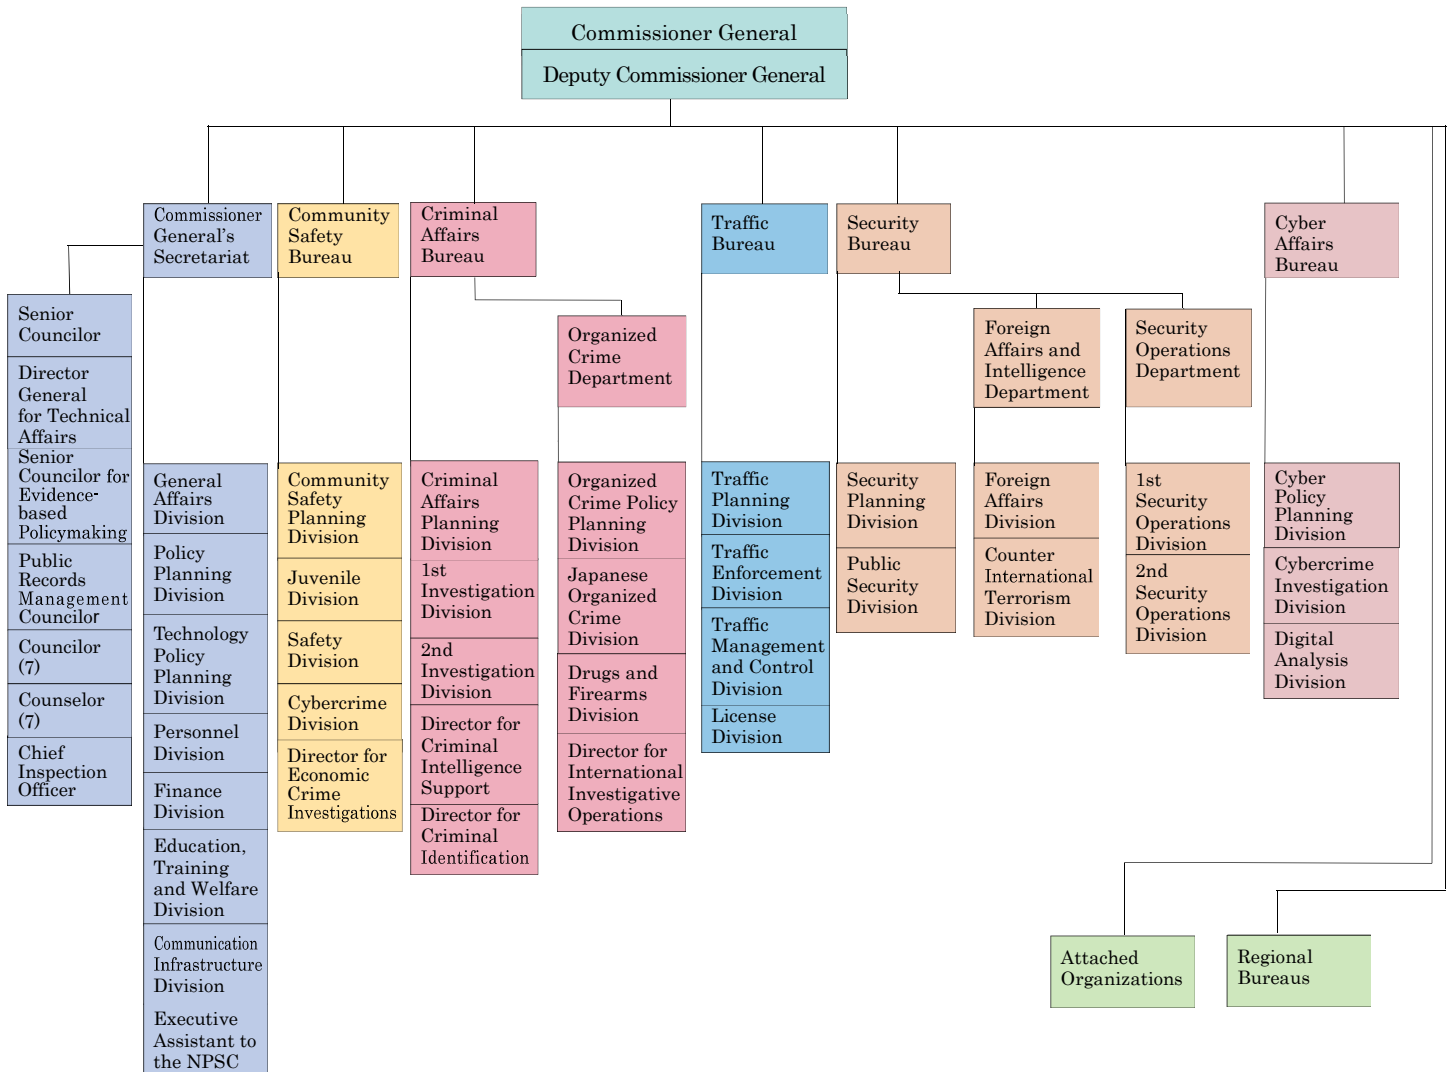 Commissioner General
Deputy Commissioner General
Commissioner
General's
Secretariat
Community
Safety
Bureau
Criminal
Affairs
Bureau
Traffic
Bureau
Security
Bureau
Cyber
Affairs
Bureau
Senior
Councilor
Director
General
for Technical
Affairs
Senior
Councilor for
Evidence-
based
Policymaking
Public
Records
Management
Councilor
Councilor
(7)
Counselor
(7)
Chief
Inspection
Officer
Organized
Crime
Department
Foreign
Affairs and
Intelligence
Department
Security
Operations
Department
General
Affairs
Division
Policy
Planning
Division
Technology
Policy
Planning
Division
Personnel
Division
Finance
Division
Education,
Training
and Welfare
Division
Communication
Infrastructure
Division
Executive
Assistant to
the NPSC
Community
Safety
Planning
Division
Juvenile
Division
Safety
Division
Cybercrime
Division
Director for
Economic
Crime
Investigations
Criminal
Affairs
Planning
Division
1st
Investigation
Division
2nd
Investigation
Division
Director for
Criminal
Intelligence
Support
Director for
Criminal
Identification
Organized
Crime Policy
Planning
Division
Japanese
Organized
Crime
Division
Drugs and
Firearms
Division
Director for
International
Investigative
Operations
Traffic
Planning
Division
Traffic
Enforcement
Division
Traffic
Management
and Control
Division
License
Division
Security
Planning
Division
Public
Security
Division
Foreign
Affairs
Division
Counter
International
Terrorism
Division
1st
Security
Operations
Division
2nd
Security
Operations
Division
Cyber
Policy
Planning
Division
Cybercrime
Investigation
Division
Digital
Analysis
Division
Attached
Organizations
Regional
Bureaus